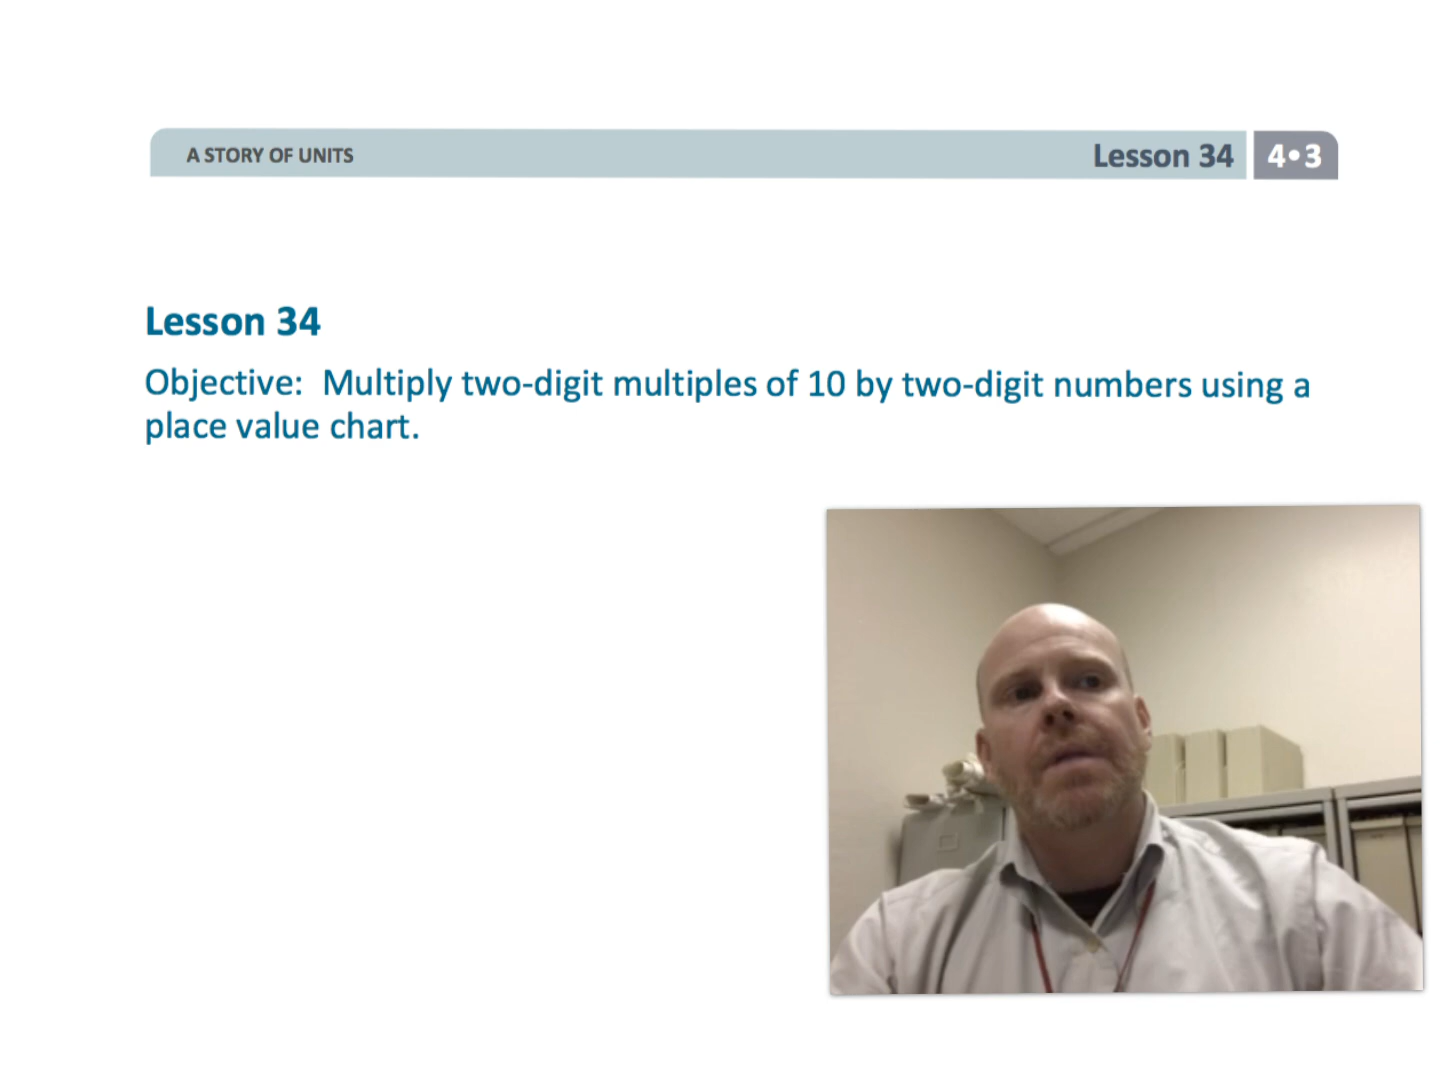 A STORY OF UNITS
Lesson 34
4•3
Lesson 34
Objective: Multiply two-digit multiples of 10 by two-digit numbers using a
place value chart.